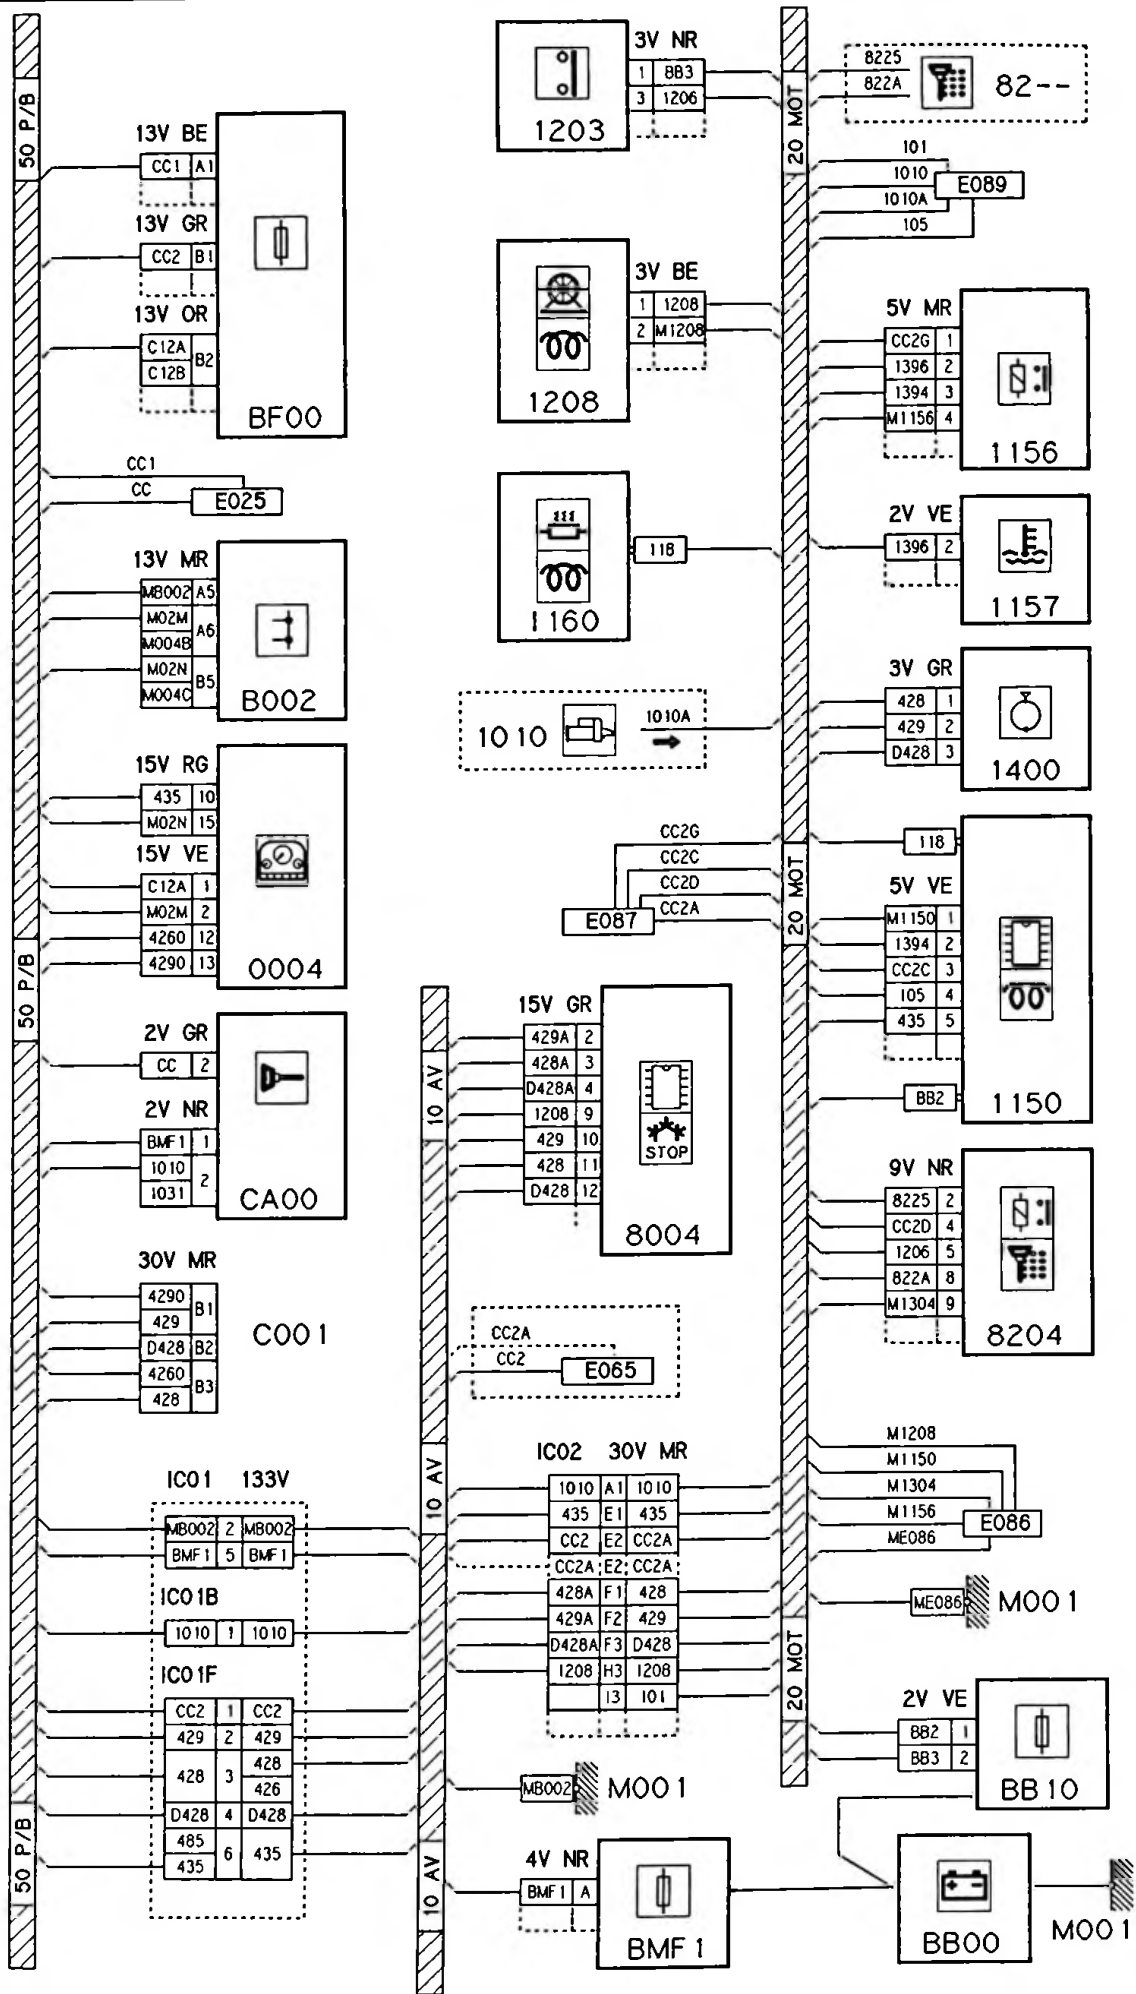 50 P/B
13V BE
CC1 A1
13V GR
CC2 B1
13V OR
C12A B2
C12B
BF00
CC1
CC
E025
13V MR
MB002 A5
M02M A6
M004B
M02N B5
M004C
B002
15V RG
435 10
M02N 15
15V VE
C12A 1
M02M 2
4260 12
4290 13
0004
50 P/B
2V GR
CC 2
2V NR
BMF1 1
1010 2
1031
CA00
30V MR
4290 B1
429
D428 B2
4260 B3
428
C001
IC01 133V
MB002 2 MB002
BMF1 5 BMF1
IC01B
1010 1 1010
IC01F
CC2 1 CC2
429 2 429
428 3 428
426
D428 4 D428
485 6 435
435
50 P/B
3V NR
1 BB3
3 1206
1203
3V BE
1 1208
2 M1208
1208
118
1160
1010 1010A
CC2G
CC2C
CC2D
CC2A
E087
10 AV
15V GR
429A 2
428A 3
D428A 4
1208 9
429 10
428 11
D428 12
STOP
8004
CC2A
CC2
E065
10 AV
IC02 30V MR
1010 A1 1010
435 E1 435
CC2 E2 CC2A
CC2A E2 CC2A
428A F1 428
429A F2 429
D428A F3 D428
1208 H3 1208
I3 101
MB002 M001
10 AV
4V NR
BMF1 A
BMF1
20 MOT
8225
822A
82--
101
1010
1010A
105
E089
5V MR
CC2G 1
1396 2
1394 3
M1156 4
1156
2V VE
1396 2
1157
3V GR
428 1
429 2
D428 3
1400
20 MOT
118
5V VE
M1150 1
1394 2
CC2C 3
105 4
435 5
BB2
1150
9V NR
8225 2
CC2D 4
1206 5
822A 8
M1304 9
8204
M1208
M1150
M1304
M1156
ME086
E086
ME086 M001
20 MOT
2V VE
BB2 1
BB3 2
BB10
BB00
M001